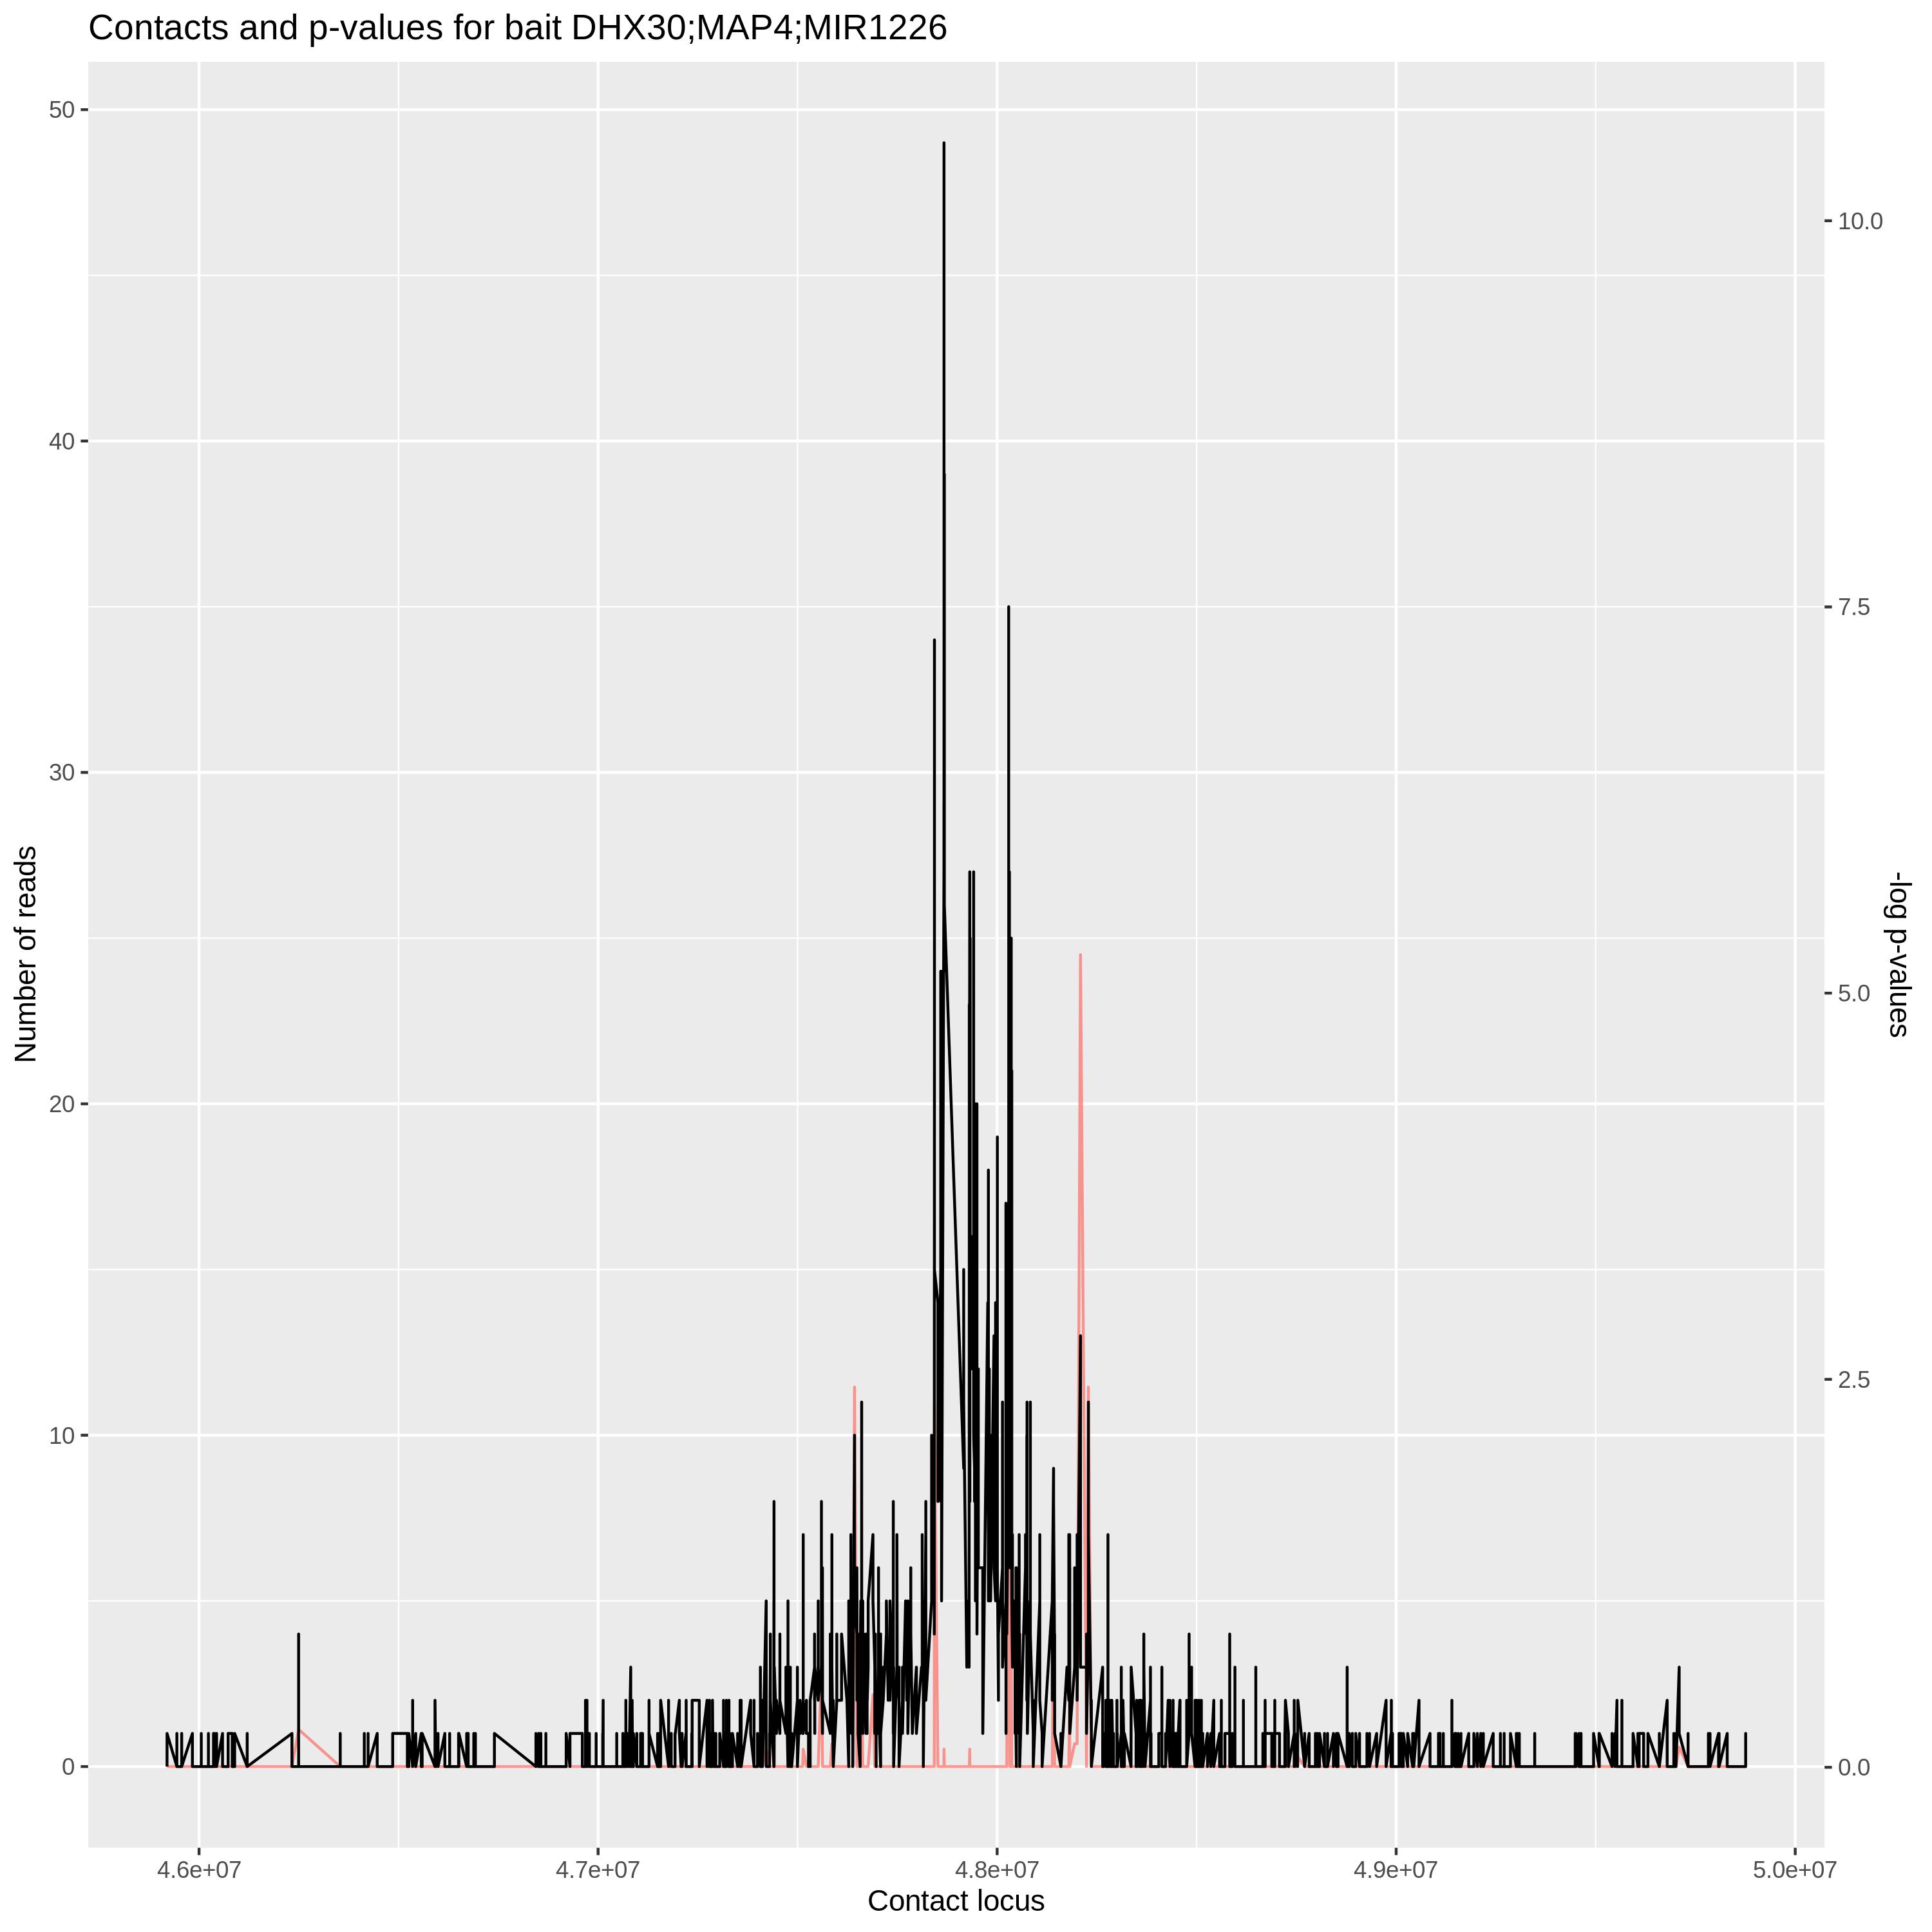 Contacts and p-values for bait DHX30;MAP4;MIR1226
50
40
30
20
10
0
Number of reads
10.0
7.5
5.0
2.5
0.0
-log p-values
4.6e+07
4.7e+07
4.8e+07
4.9e+07
5.0e+07
Contact locus